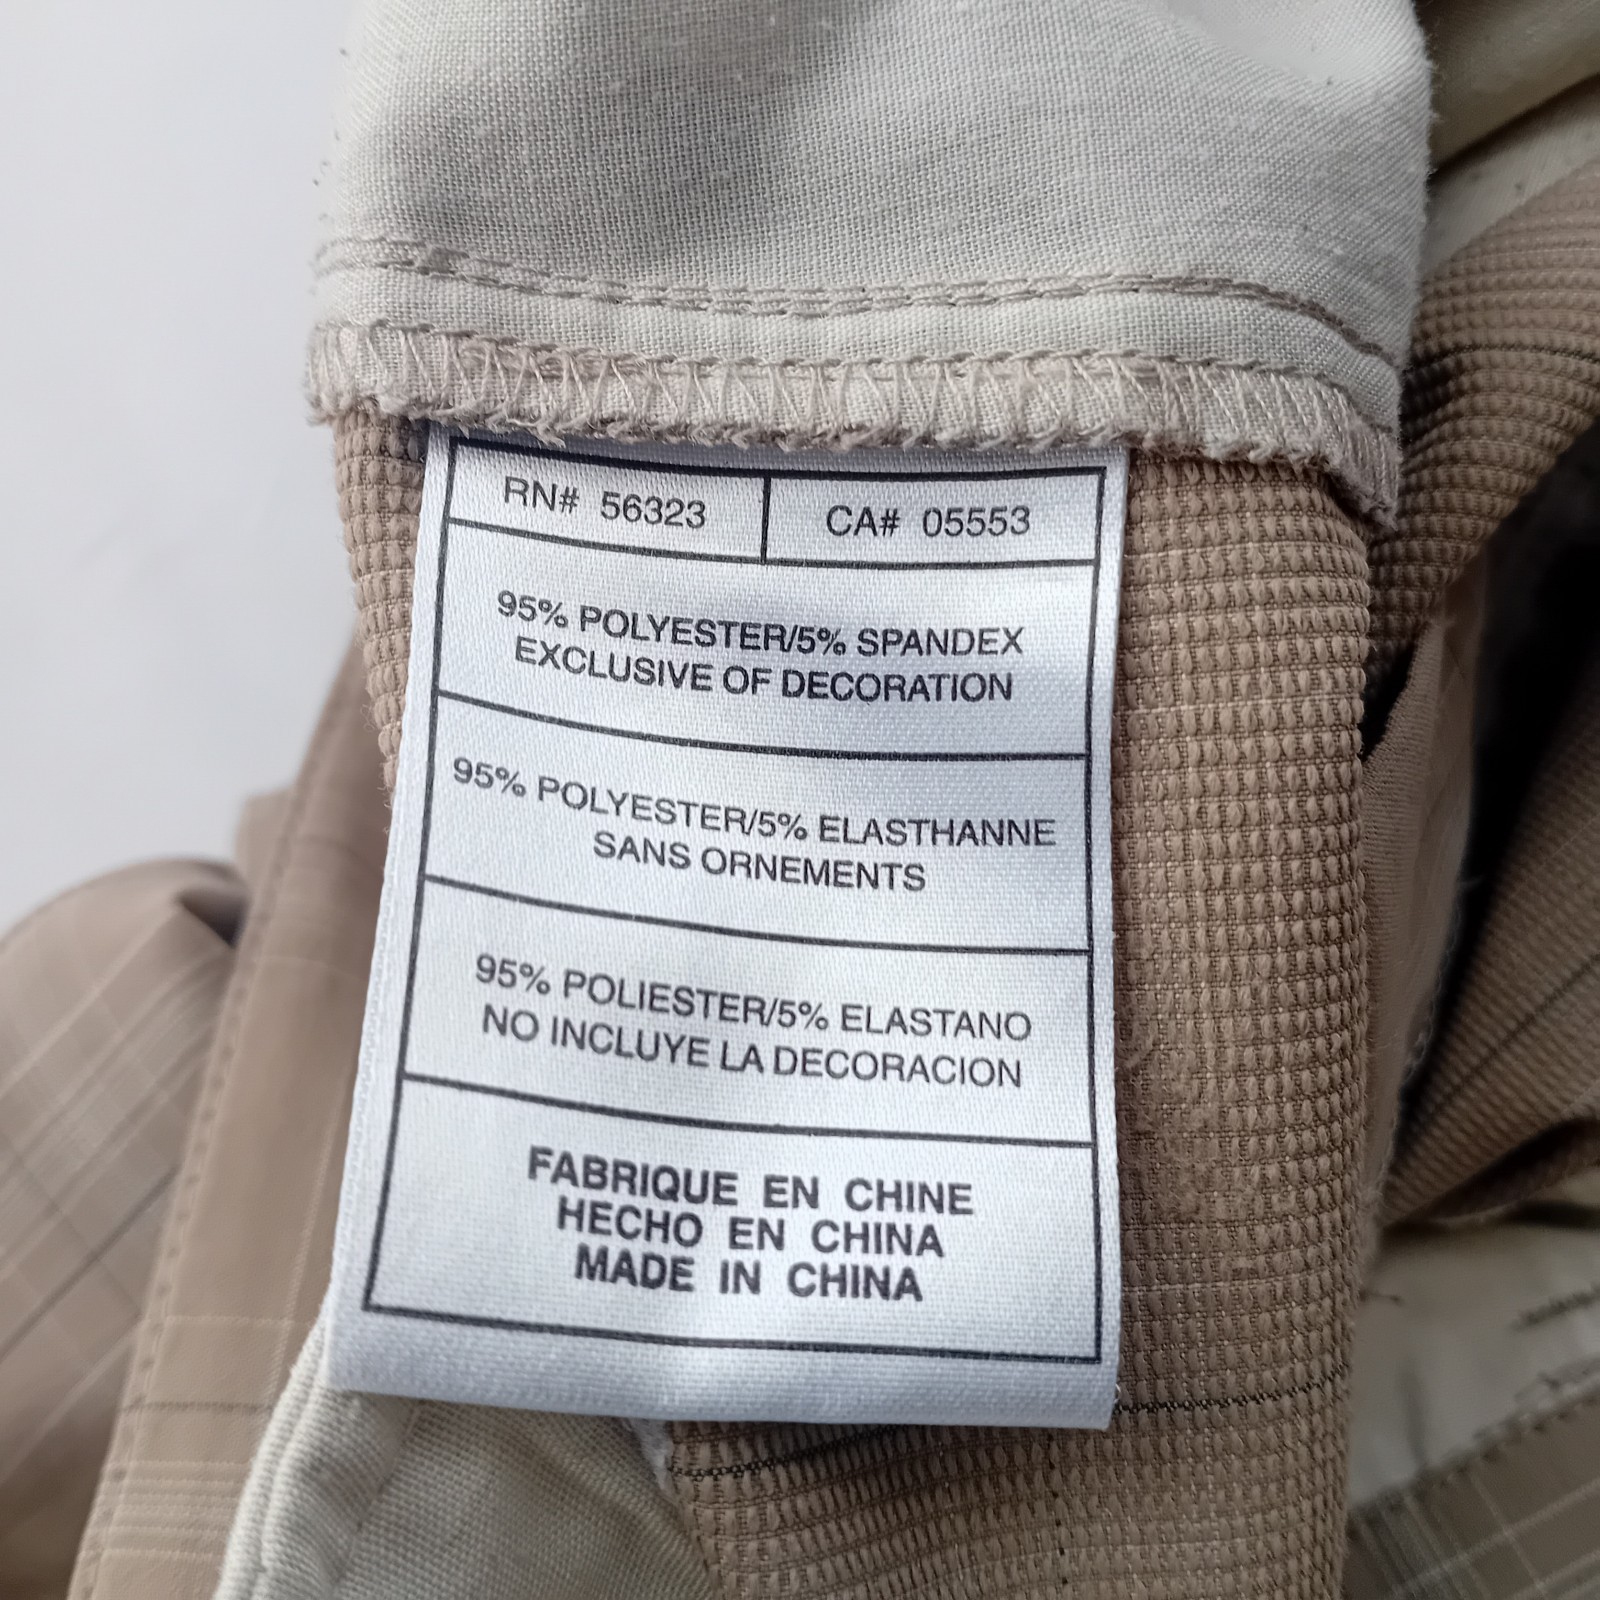 RN# 56323 CA# 05553
95% POLYESTER/5% SPANDEX
EXCLUSIVE OF DECORATION
95% POLYESTER/5% ELASTHANNE
SANS ORNEMENTS
95% POLIESTER/5% ELASTANO
NO INCLUYE LA DECORACION
FABRIQUE EN CHINE
HECHO EN CHINA
MADE IN CHINA